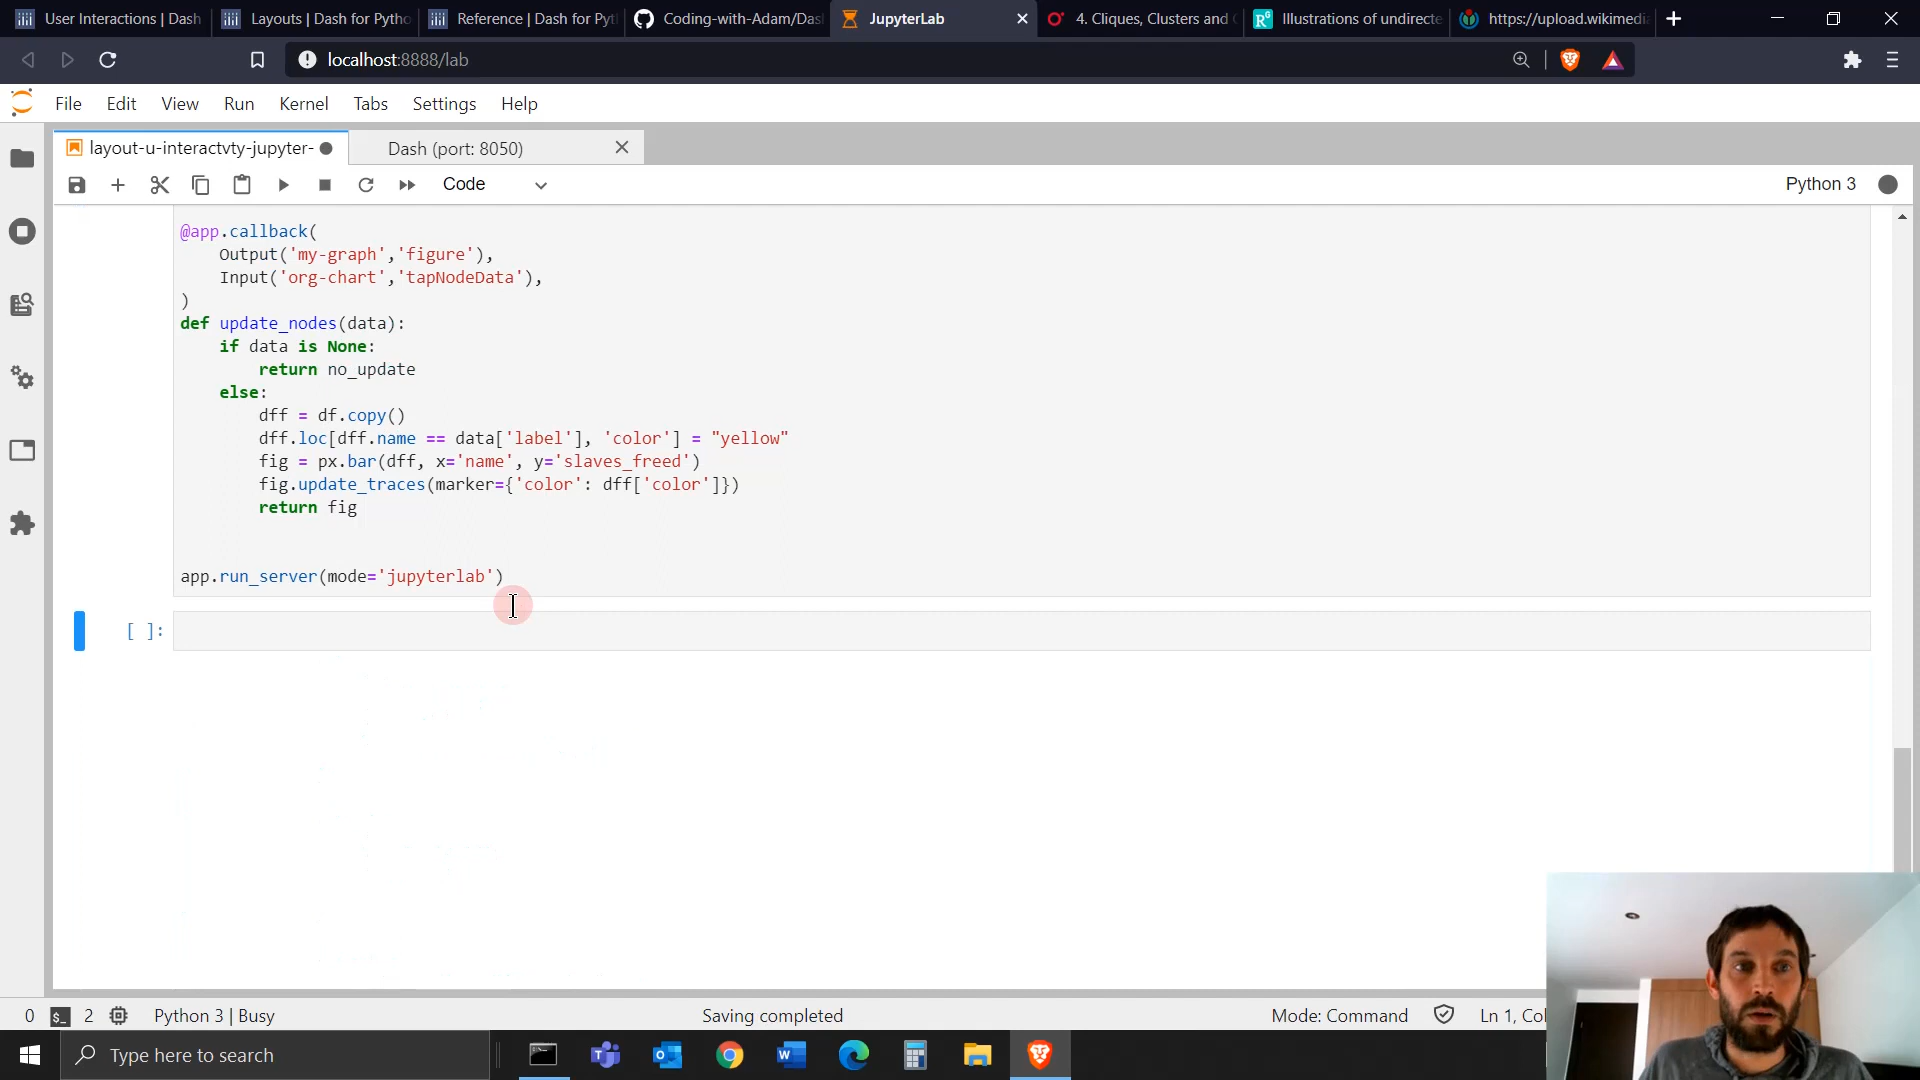 User Interactions | Dash
Layouts | Dash for Pytho
Reference | Dash for Pyt
Coding-with-Adam/Das
JupyterLab
4. Cliques, Clusters and
Illustrations of undirecte
https://upload.wikimedia
localhost:8888/lab
File Edit View Run Kernel Tabs Settings Help
layout-u-interactvty-jupyter-
Dash (port: 8050)
Code
Python 3
@app.callback(
    Output('my-graph','figure'),
    Input('org-chart','tapNodeData'),
)
def update_nodes(data):
    if data is None:
        return no_update
    else:
        dff = df.copy()
        dff.loc[dff.name == data['label'], 'color'] = "yellow"
        fig = px.bar(dff, x='name', y='slaves_freed')
        fig.update_traces(marker={'color': dff['color']})
        return fig
app.run_server(mode='jupyterlab')
[ ]:
0 2 Python 3 | Busy
Saving completed
Mode: Command
Ln 1, Col
Type here to search